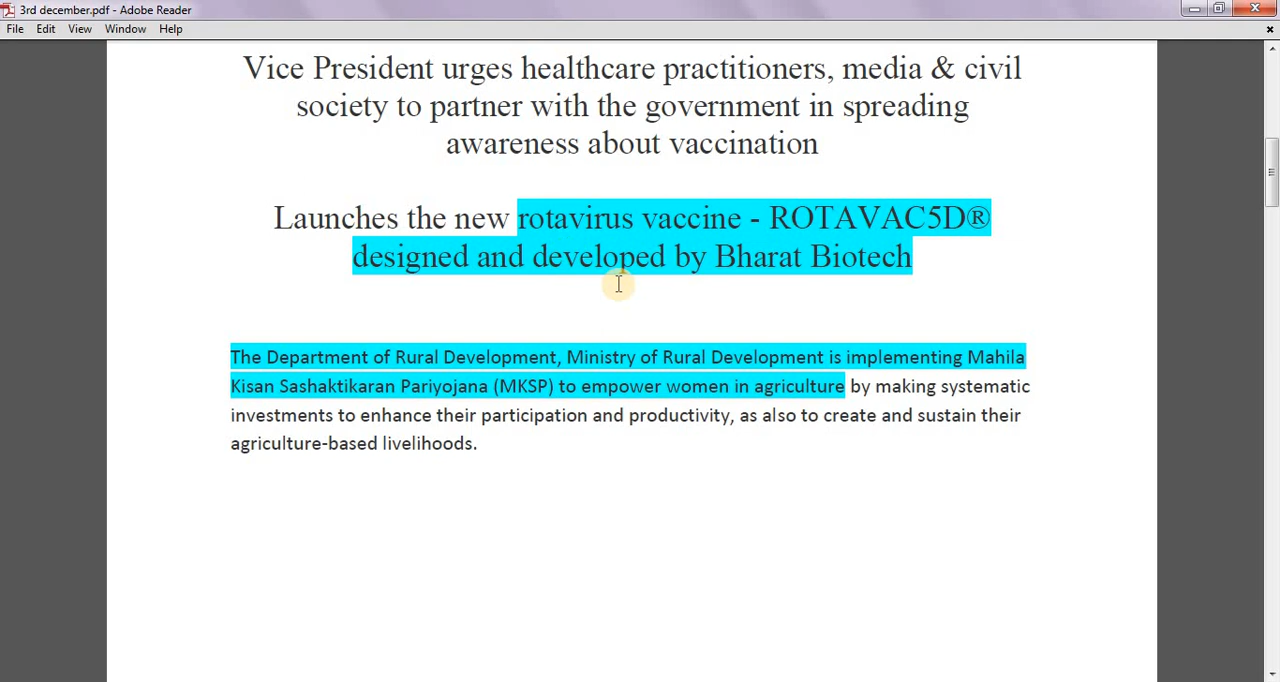 3rd december.pdf - Adobe Reader
File Edit View Window Help
Vice President urges healthcare practitioners, media & civil
society to partner with the government in spreading
awareness about vaccination
Launches the new rotavirus vaccine - ROTAVAC5D®
designed and developed by Bharat Biotech
The Department of Rural Development, Ministry of Rural Development is implementing Mahila
Kisan Sashaktikaran Pariyojana (MKSP) to empower women in agriculture by making systematic
investments to enhance their participation and productivity, as also to create and sustain their
agriculture-based livelihoods.